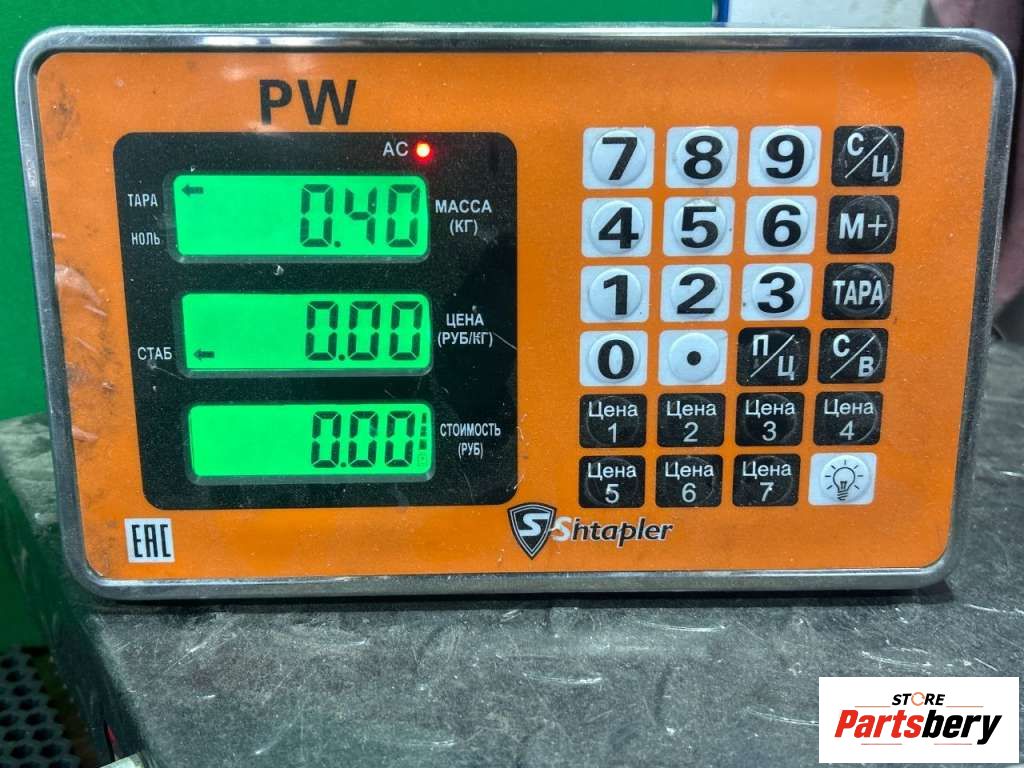 PW
AC
ТАРА
НОЛЬ
0.40
МАССА
(КГ)
СТАБ
0.00
ЦЕНА
(РУБ/КГ)
0.00
СТОИМОСТЬ
(РУБ)
7 8 9 С/Ц
4 5 6 М+
1 2 3 ТАРА
0 • П/Ц С/В
Цена 1 Цена 2 Цена 3 Цена 4
Цена 5 Цена 6 Цена 7
EAC
S Shtapler
STORE
Partsbery